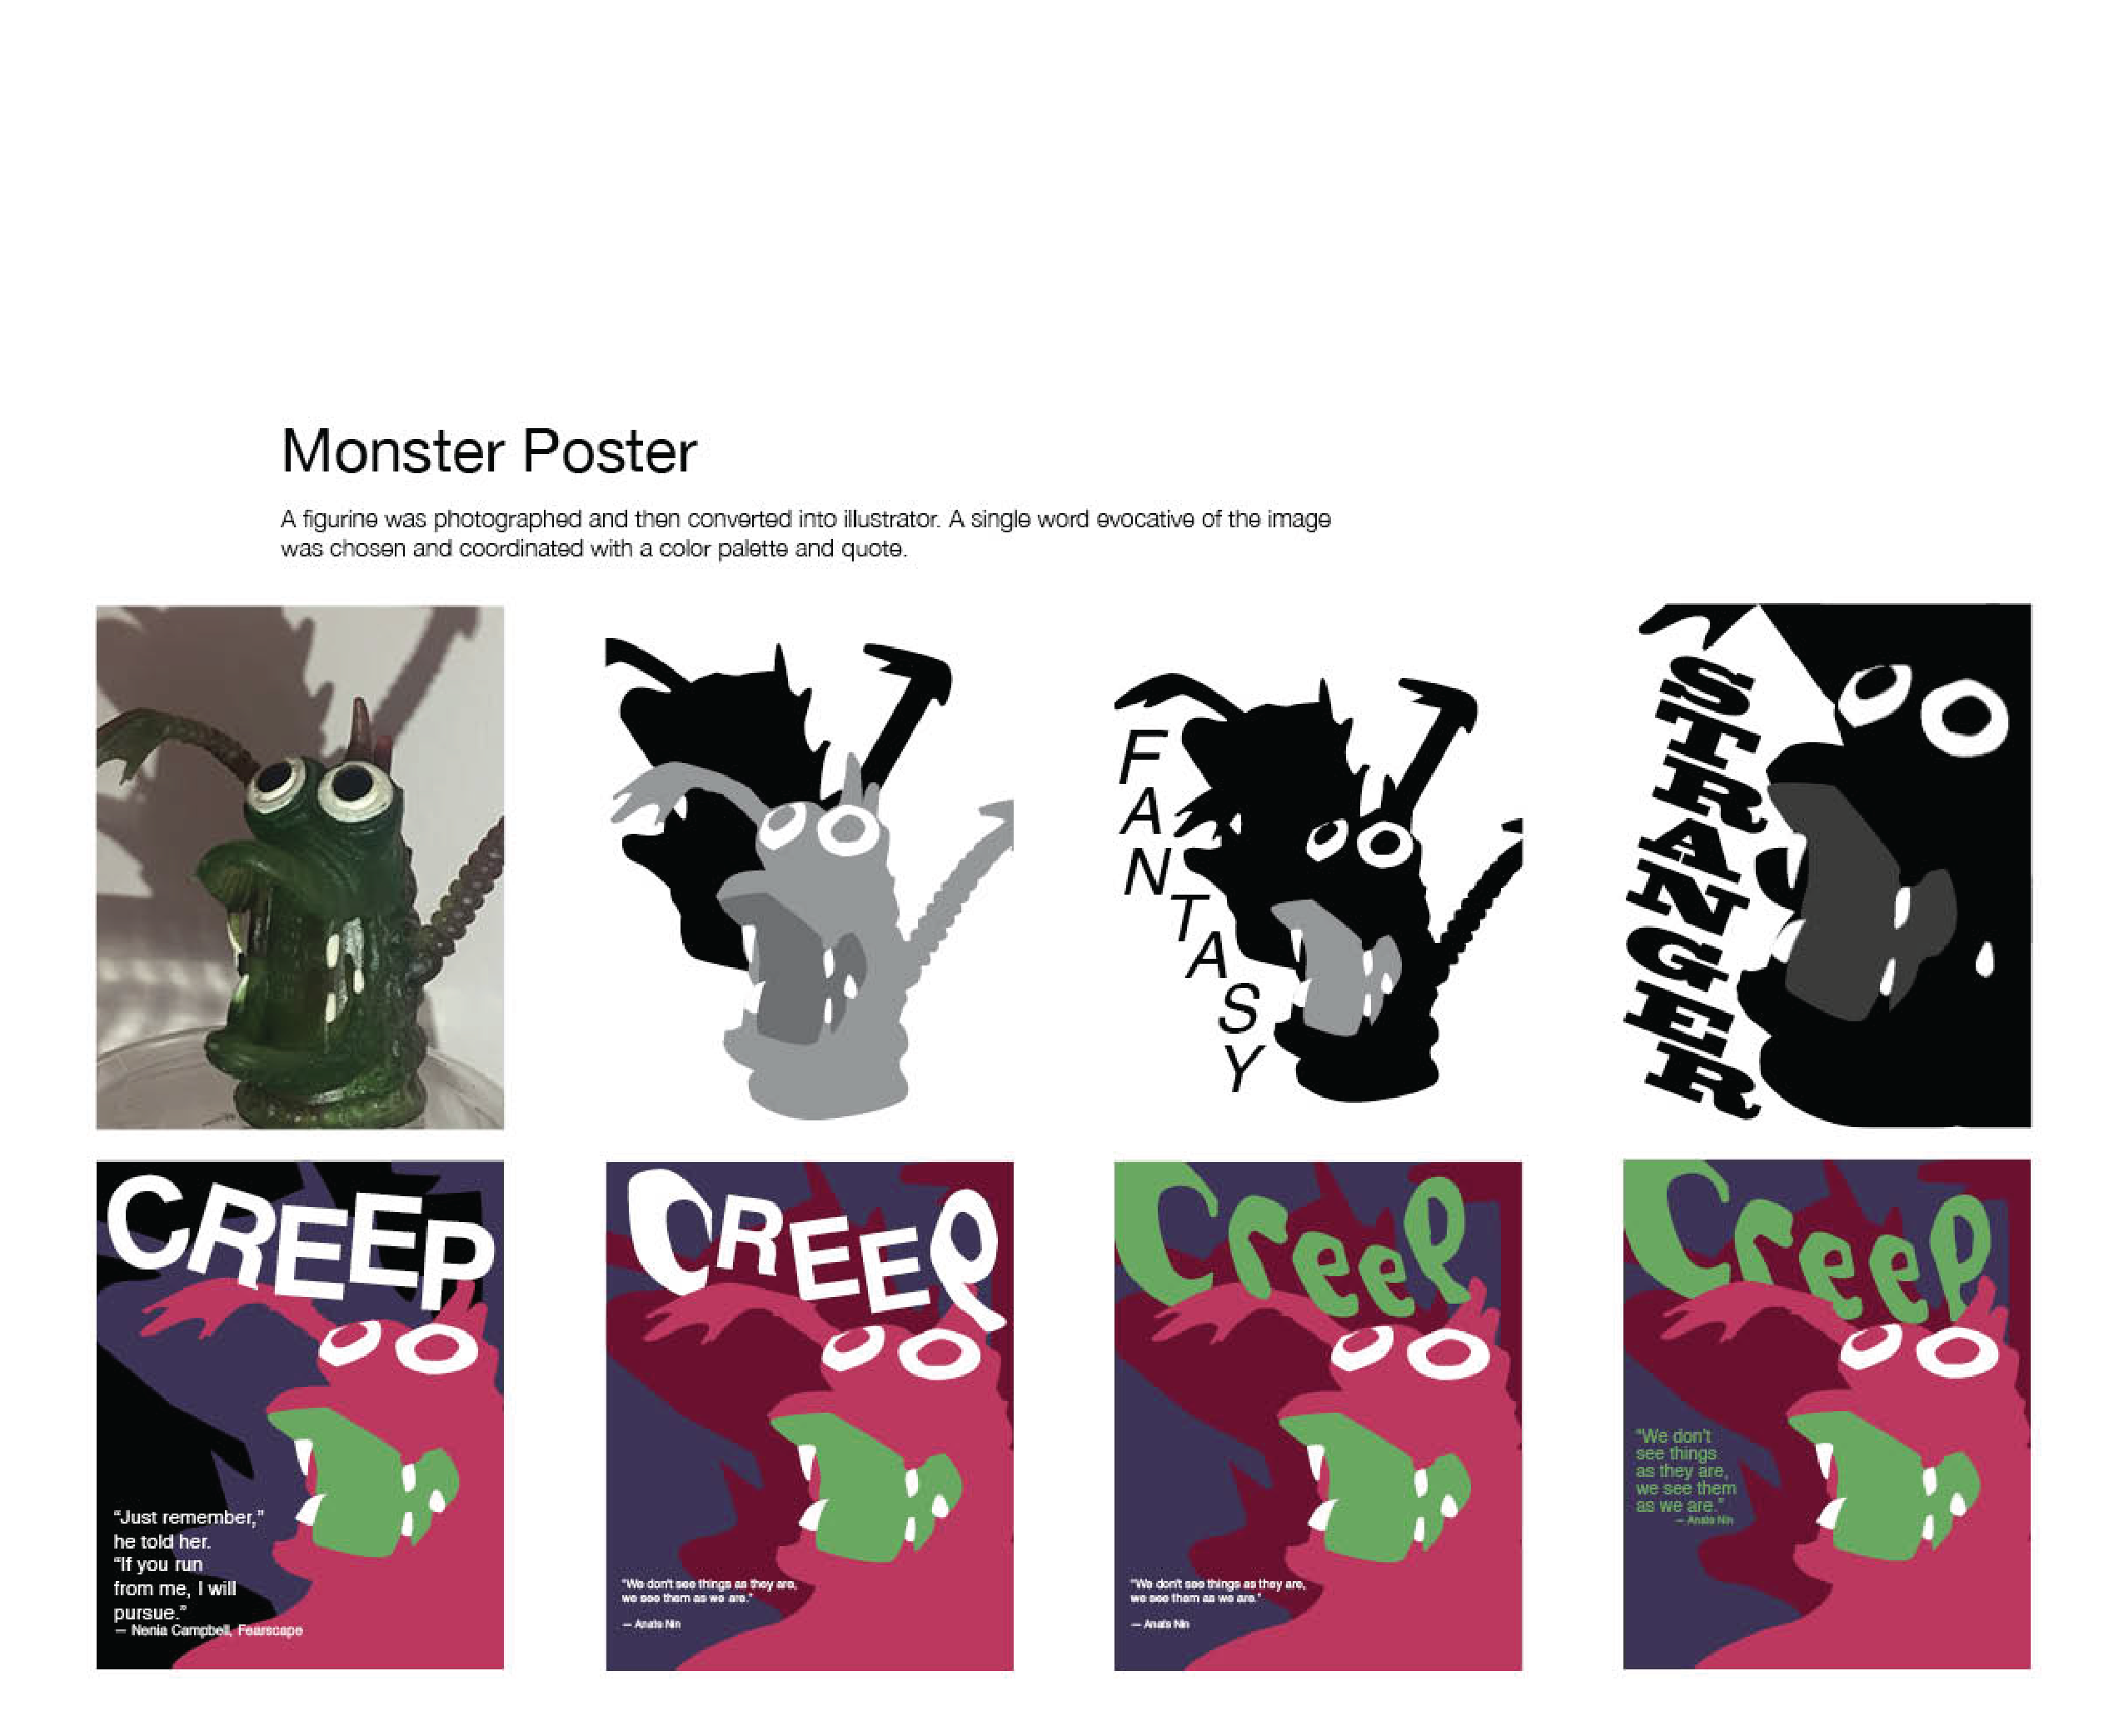 Monster Poster
A figurine was photographed and then converted into illustrator. A single word evocative of the image
was chosen and coordinated with a color palette and quote.
FANTASY
STRANGER
CREEP
“Just remember,”
he told her.
“If you run
from me, I will
pursue.”
— Nenia Campbell, Fearscape
CREEP
“We don't see things as they are,
we see them as we are.”
— Anaïs Nin
Creep
“We don't see things as they are,
we see them as we are.”
— Anaïs Nin
Creep
“We don't
see things
as they are,
we see them
as we are.”
— Anaïs Nin